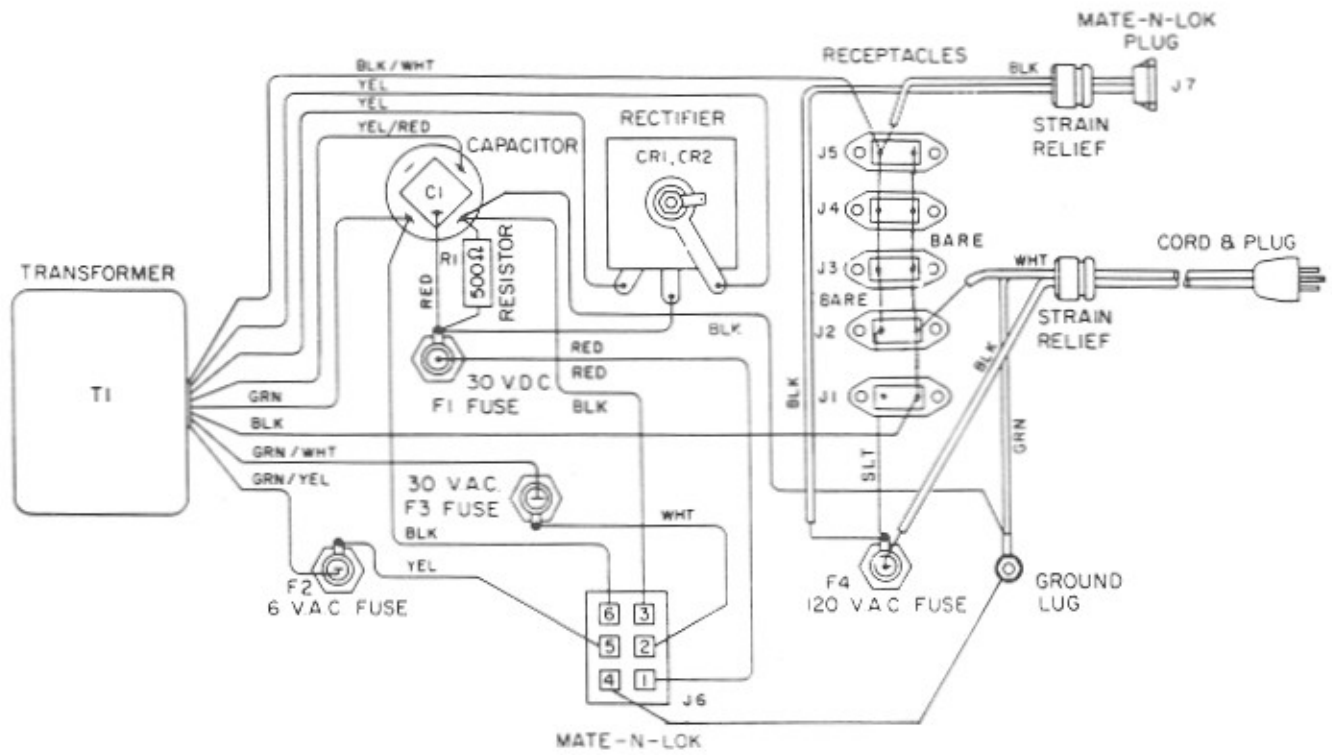 MATE-N-LOK
PLUG
J7
RECEPTACLES
BLK
STRAIN
RELIEF
BLK/WHT
YEL
YEL
YEL/RED
CAPACITOR
C1
RECTIFIER
CR1, CR2
J5
J4
BARE
J3
BARE
J2
J1
WHT
CORD & PLUG
STRAIN
RELIEF
TRANSFORMER
T1
R1
500Ω
RESISTOR
RED
BLK
RED
RED
30 V.D.C
F1 FUSE
BLK
GRN
BLK
GRN/WHT
GRN/YEL
30 V.A.C.
F3 FUSE
WHT
BLK
YEL
F2
6 VAC FUSE
BLK
SLT
BLK
GRN
F4
120 VAC FUSE
GROUND
LUG
6 3
5 2
4 1
J6
MATE-N-LOK